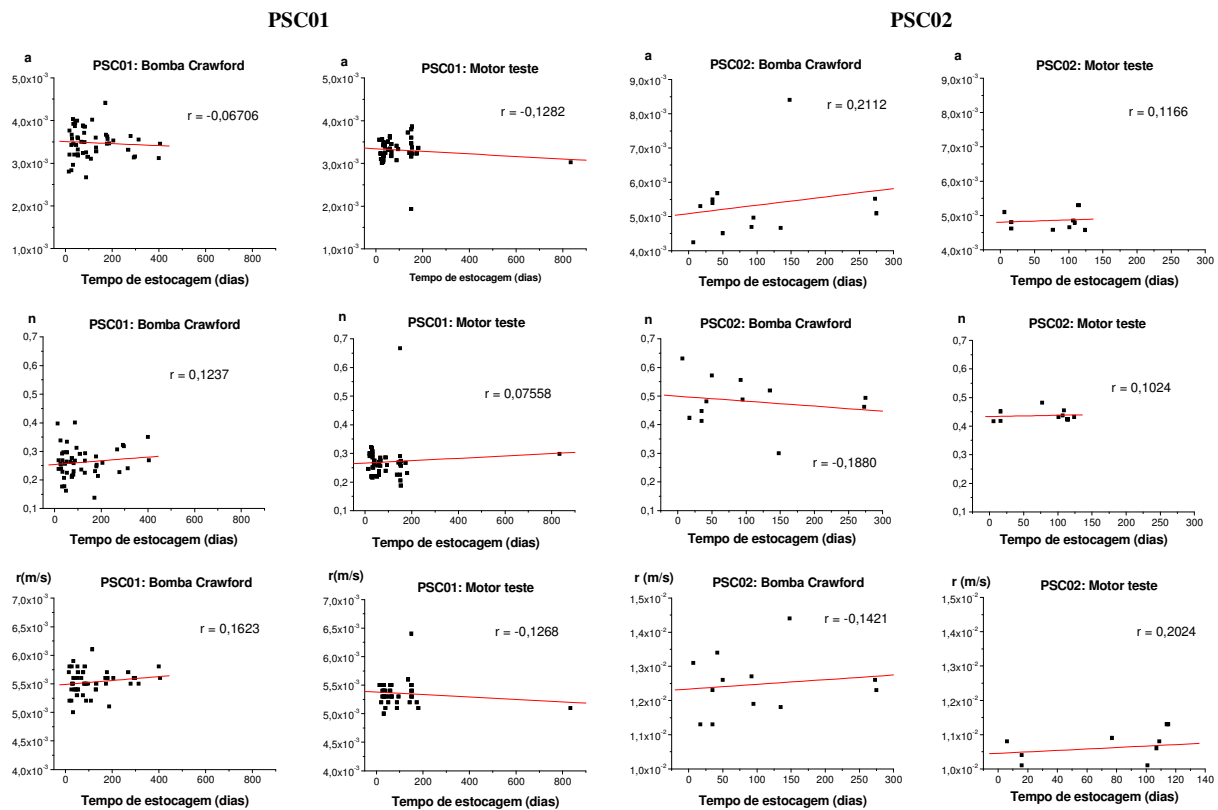 PSC01
PSC02
a
PSC01: Bomba Crawford
r = -0,06706
5,0x10⁻³
4,0x10⁻³
3,0x10⁻³
2,0x10⁻³
1,0x10⁻³
0 200 400 600 800
Tempo de estocagem (dias)
a
PSC01: Motor teste
r = -0,1282
5,0x10⁻³
4,0x10⁻³
3,0x10⁻³
2,0x10⁻³
1,0x10⁻³
0 200 400 600 800
Tempo de estocagem (dias)
a
PSC02: Bomba Crawford
r = 0,2112
9,0x10⁻³
8,0x10⁻³
7,0x10⁻³
6,0x10⁻³
5,0x10⁻³
4,0x10⁻³
0 50 100 150 200 250 300
Tempo de estocagem (dias)
a
PSC02: Motor teste
r = 0,1166
9,0x10⁻³
8,0x10⁻³
7,0x10⁻³
6,0x10⁻³
5,0x10⁻³
4,0x10⁻³
0 50 100 150 200 250 300
Tempo de estocagem (dias)
n
PSC01: Bomba Crawford
r = 0,1237
0,7
0,6
0,5
0,4
0,3
0,2
0,1
0 200 400 600 800
Tempo de estocagem (dias)
n
PSC01: Motor teste
r = 0,07558
0,7
0,6
0,5
0,4
0,3
0,2
0,1
0 200 400 600 800
Tempo de estocagem (dias)
n
PSC02: Bomba Crawford
r = -0,1880
0,7
0,6
0,5
0,4
0,3
0,2
0,1
0 50 100 150 200 250 300
Tempo de estocagem (dias)
n
PSC02: Motor teste
r = 0,1024
0,7
0,6
0,5
0,4
0,3
0,2
0,1
0 50 100 150 200 250 300
Tempo de estocagem (dias)
r(m/s)
PSC01: Bomba Crawford
r = 0,1623
7,0x10⁻³
6,5x10⁻³
6,0x10⁻³
5,5x10⁻³
5,0x10⁻³
4,5x10⁻³
4,0x10⁻³
0 200 400 600 800
Tempo de estocagem (dias)
r(m/s)
PSC01: Motor teste
r = -0,1268
7,0x10⁻³
6,5x10⁻³
6,0x10⁻³
5,5x10⁻³
5,0x10⁻³
4,5x10⁻³
4,0x10⁻³
0 200 400 600 800
Tempo de estocagem (dias)
r (m/s)
PSC02: Bomba Crawford
r = -0,1421
1,5x10⁻²
1,4x10⁻²
1,3x10⁻²
1,2x10⁻²
1,1x10⁻²
1,0x10⁻²
0 50 100 150 200 250 300
Tempo de estocagem (dias)
r (m/s)
PSC02: Motor teste
r = 0,2024
1,5x10⁻²
1,4x10⁻²
1,3x10⁻²
1,2x10⁻²
1,1x10⁻²
1,0x10⁻²
0 20 40 60 80 100 120 140
Tempo de estocagem (dias)